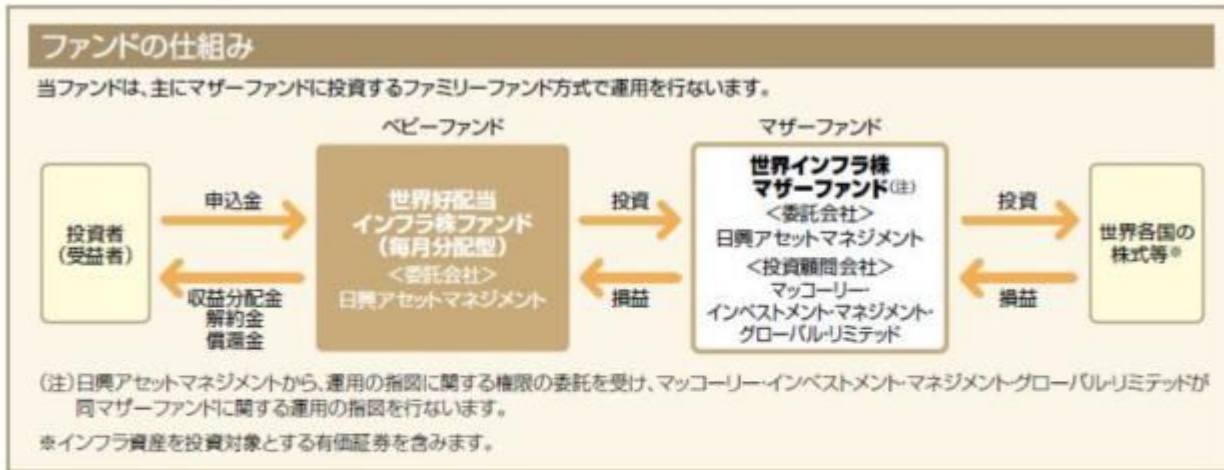 ファンドの仕組み
当ファンドは、主にマザーファンドに投資するファミリーファンド方式で運用を行ないます。
ベビーファンド
マザーファンド
投資者
(受益者)
申込金
収益分配金
解約金
償還金
世界好配当
インフラ株ファンド
(毎月分配型)
<委託会社>
日興アセットマネジメント
投資
損益
世界インフラ株
マザーファンド(注)
<委託会社>
日興アセットマネジメント
<投資顧問会社>
マッコーリー・
インベストメント・マネジメント・
グローバル・リミテッド
投資
損益
世界各国の
株式等※
(注)日興アセットマネジメントから、運用の指図に関する権限の委託を受け、マッコーリー・インベストメント・マネジメント・グローバル・リミテッドが
同マザーファンドに関する運用の指図を行ないます。
※インフラ資産を投資対象とする有価証券を含みます。